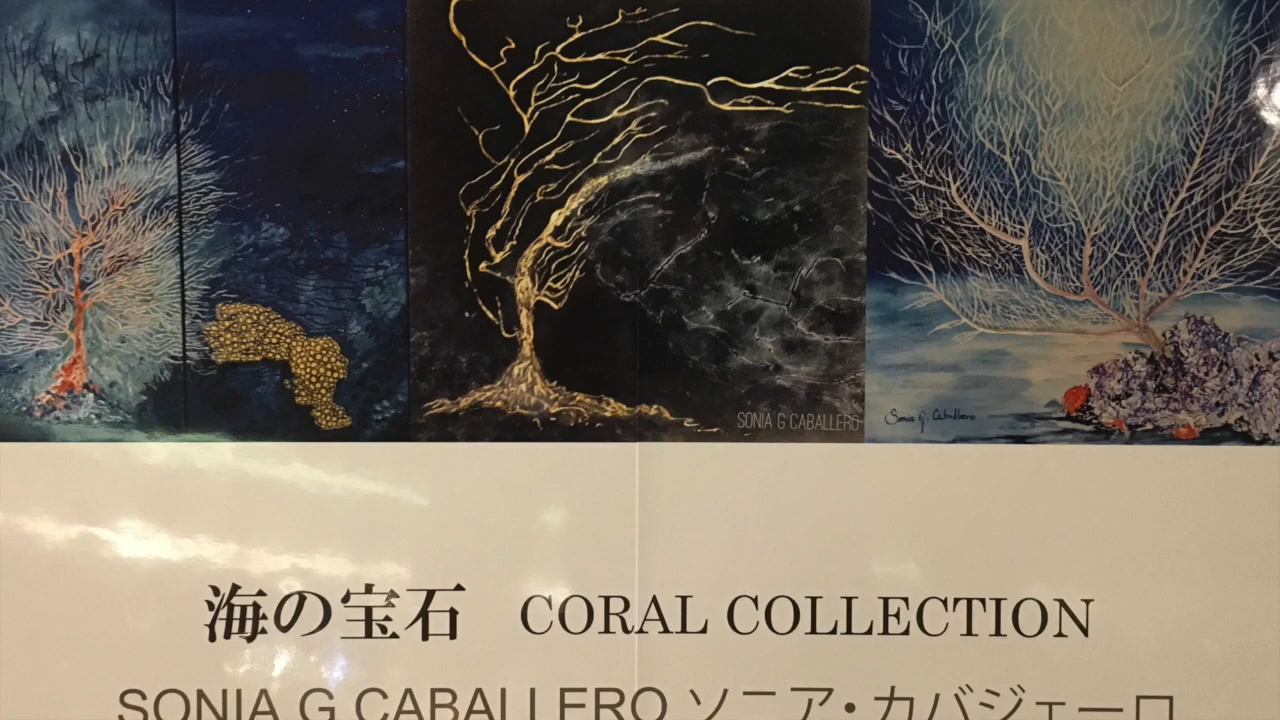 SONIA G CABALLERO
Sonia G. Caballero
海の宝石 CORAL COLLECTION
SONIA G CABALLERO ソニア・カバジェーロ